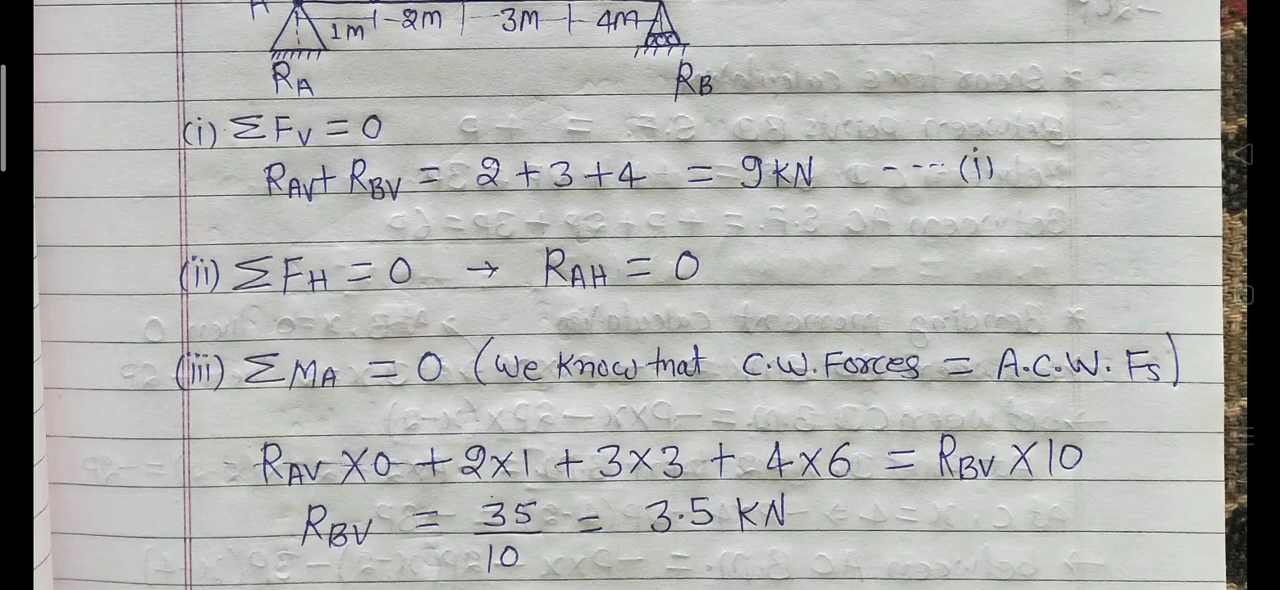 A
1m 2m 3m 4m
RA RB
(i) ΣFV = 0
RAV + RBV = 2 + 3 + 4 = 9 KN ---- (i)
(ii) ΣFH = 0 → RAH = 0
(iii) ΣMA = 0 (We Know that C.W. Forces = A.C.W. Fs)
RAV × 0 + 2×1 + 3×3 + 4×6 = RBV × 10
RBV = 35/10 = 3.5 KN